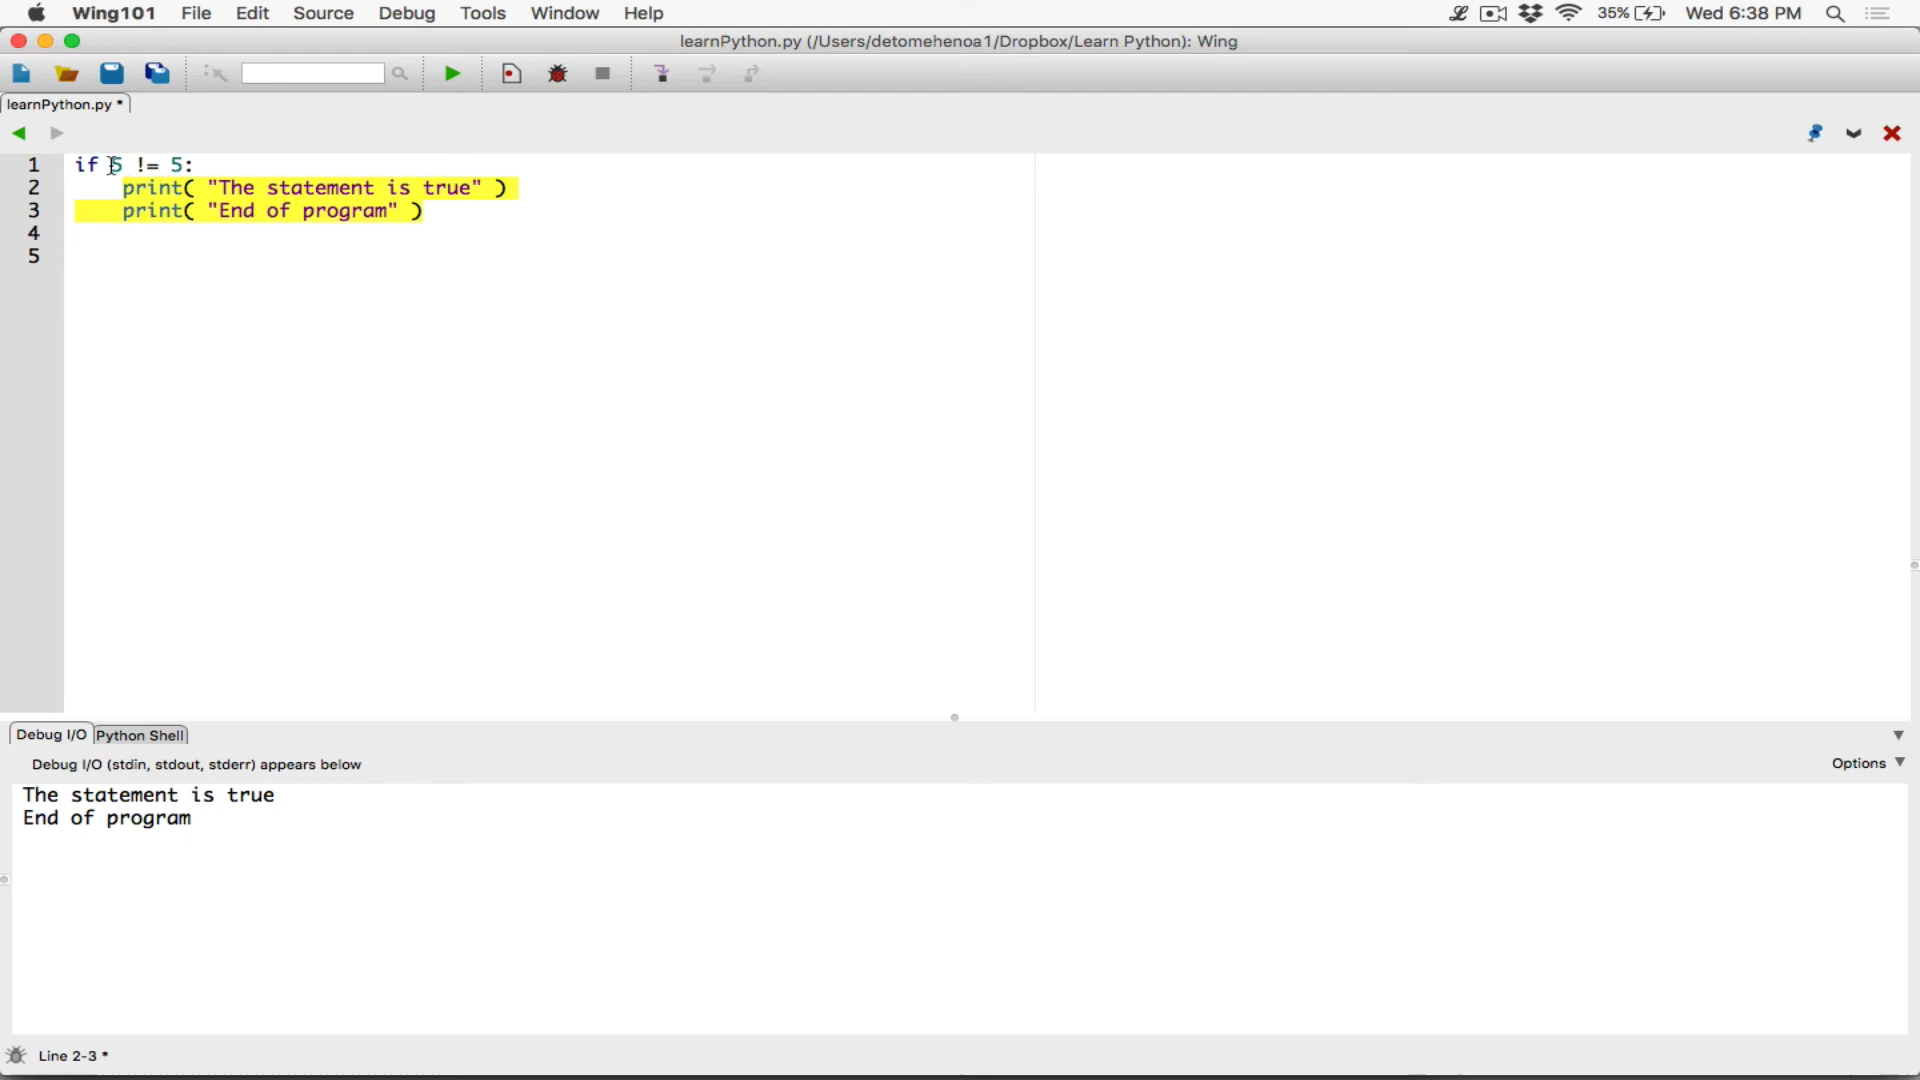 Wing101 File Edit Source Debug Tools Window Help 35% Wed 6:38 PM
learnPython.py (/Users/detomehenoa1/Dropbox/Learn Python): Wing
learnPython.py *
1 if 5 != 5:
2 print( "The statement is true" )
3 print( "End of program" )
4
5
Debug I/O Python Shell
Debug I/O (stdin, stdout, stderr) appears below Options
The statement is true
End of program
Line 2-3 *